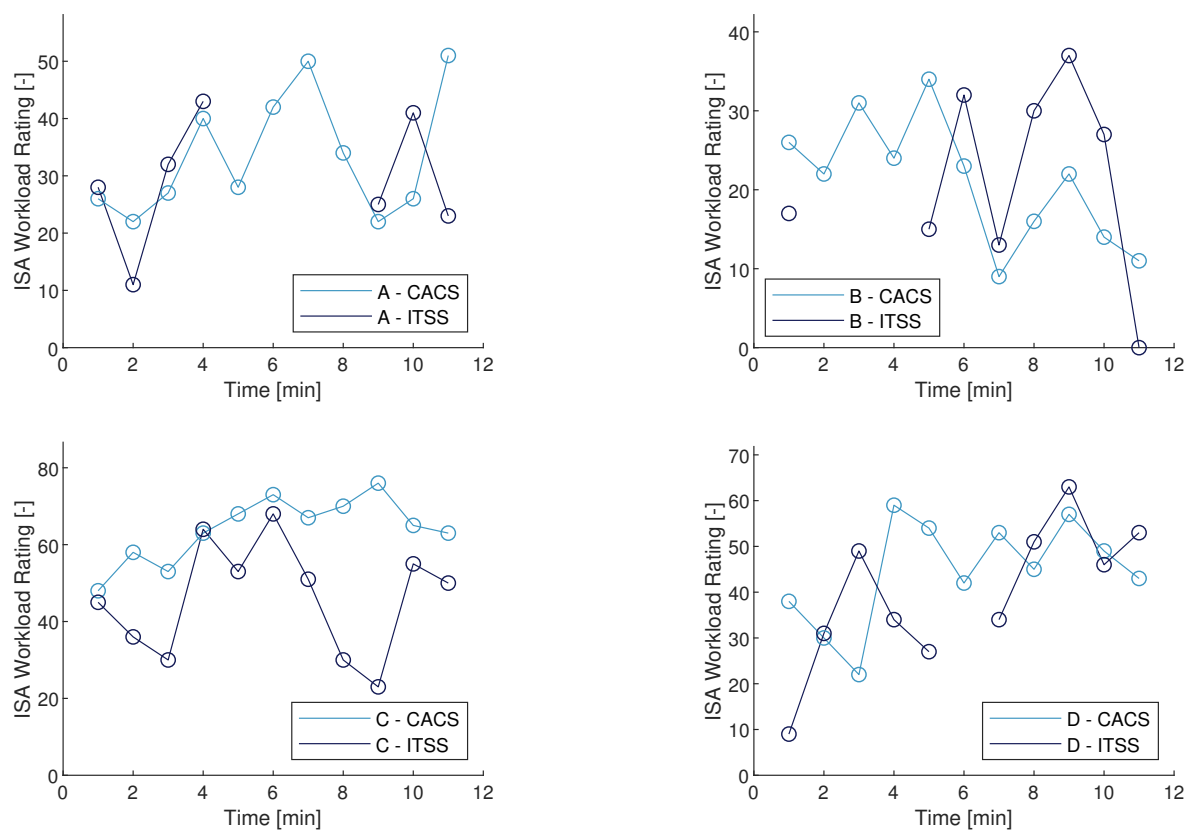 ISA Workload Rating [-]
50
40
30
20
10
0
A - CACS
A - ITSS
0 2 4 6 8 10 12
Time [min]
ISA Workload Rating [-]
40
30
20
10
0
B - CACS
B - ITSS
0 2 4 6 8 10 12
Time [min]
ISA Workload Rating [-]
80
60
40
20
0
C - CACS
C - ITSS
0 2 4 6 8 10 12
Time [min]
ISA Workload Rating [-]
70
60
50
40
30
20
10
0
D - CACS
D - ITSS
0 2 4 6 8 10 12
Time [min]